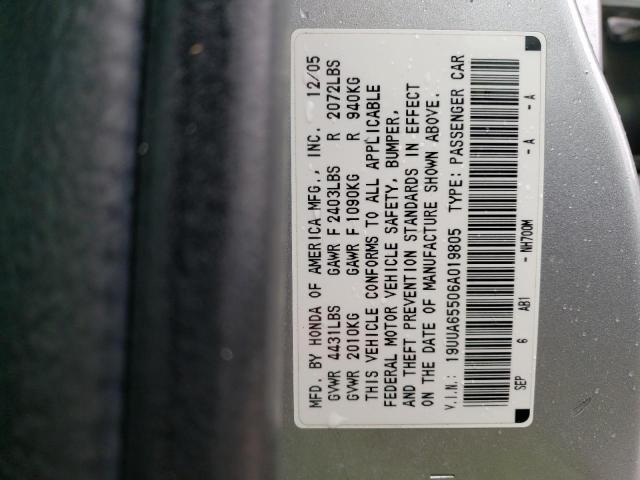 MFD. BY HONDA OF AMERICA MFG., INC. 12/05
GVWR 4431LBS GAWR F 2403LBS R 2072LBS
GVWR 2010KG GAWR F 1090KG R 940KG
THIS VEHICLE CONFORMS TO ALL APPLICABLE
FEDERAL MOTOR VEHICLE SAFETY, BUMPER,
AND THEFT PREVENTION STANDARDS IN EFFECT
ON THE DATE OF MANUFACTURE SHOWN ABOVE.
V.I.N.: 19UUA65506A019805 TYPE: PASSENGER CAR
SEP 6 AB1 - NH700M - A - A